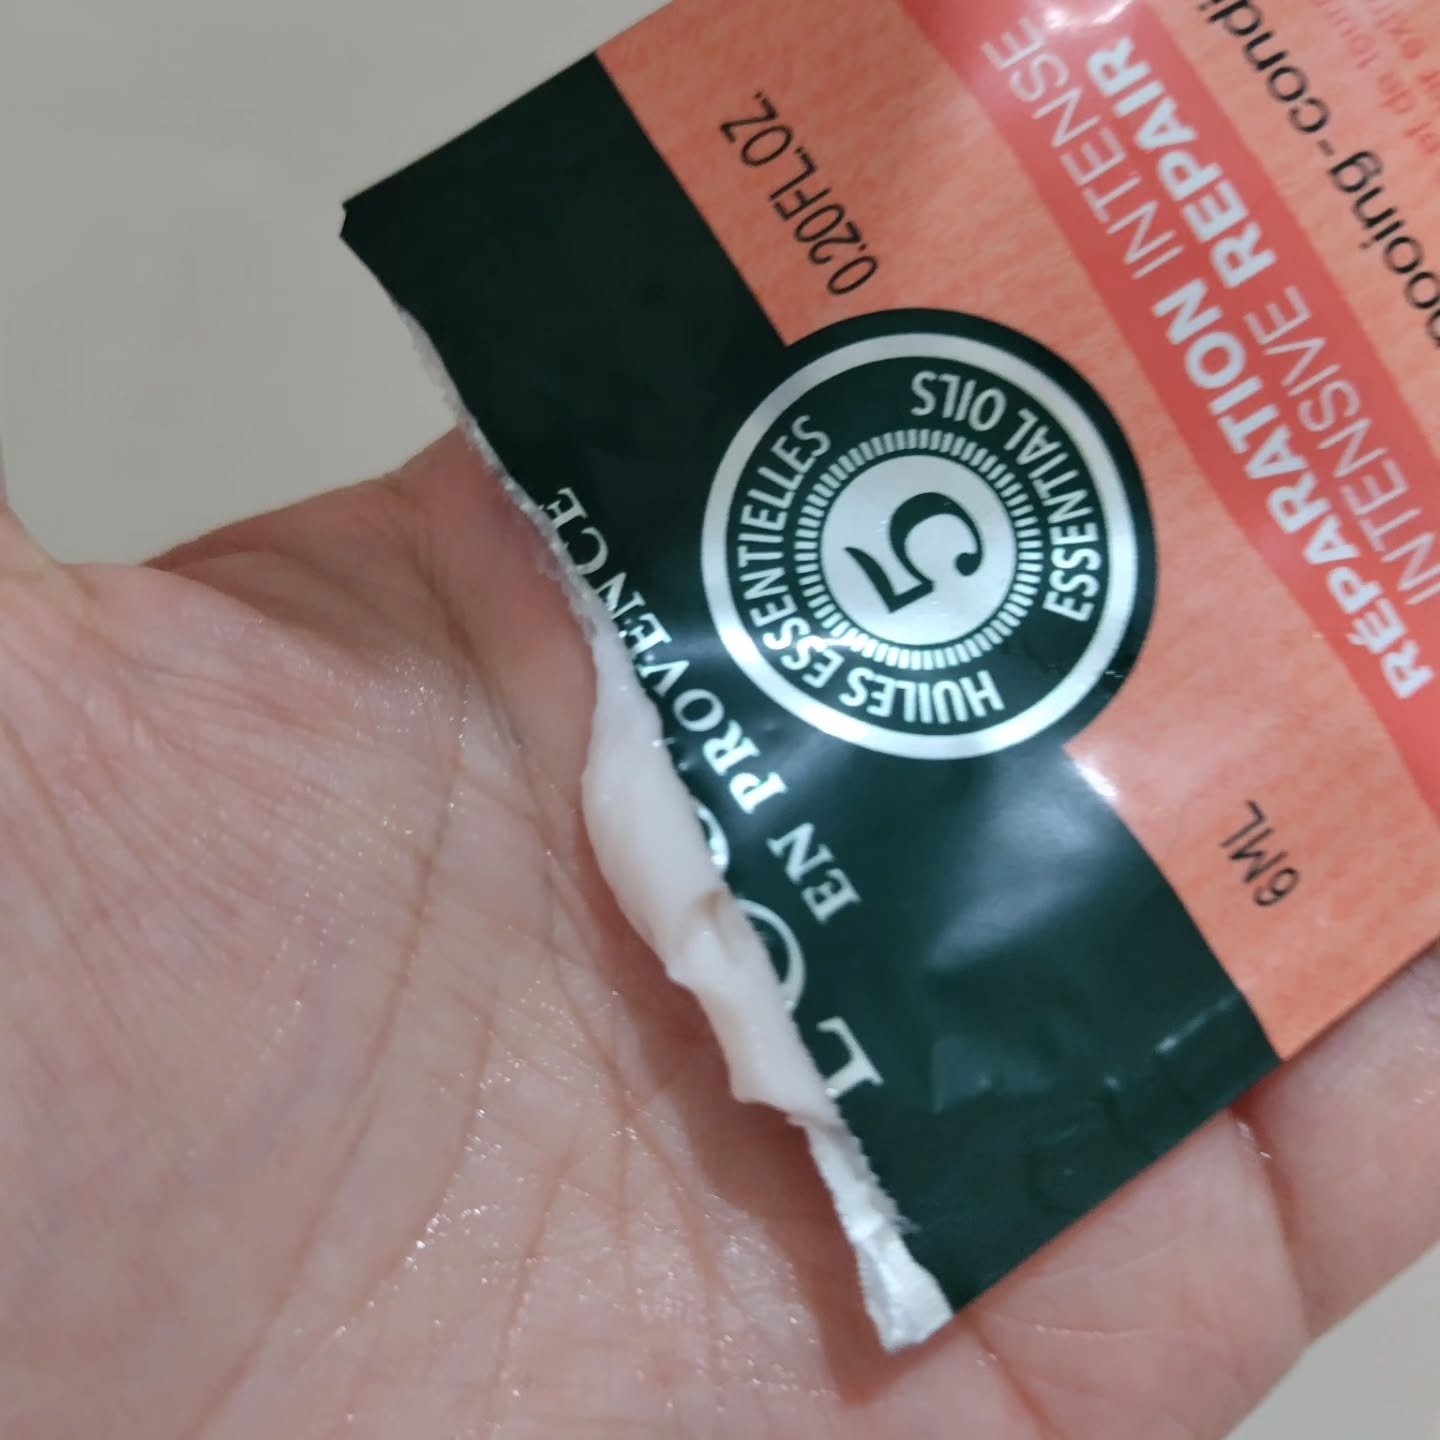 L'O
EN PROVENCE
HUILES ESSENTIELLES
ESSENTIAL OILS
5
6ML
0.20FL.OZ.
RÉPARATION INTENSE
INTENSIVE REPAIR